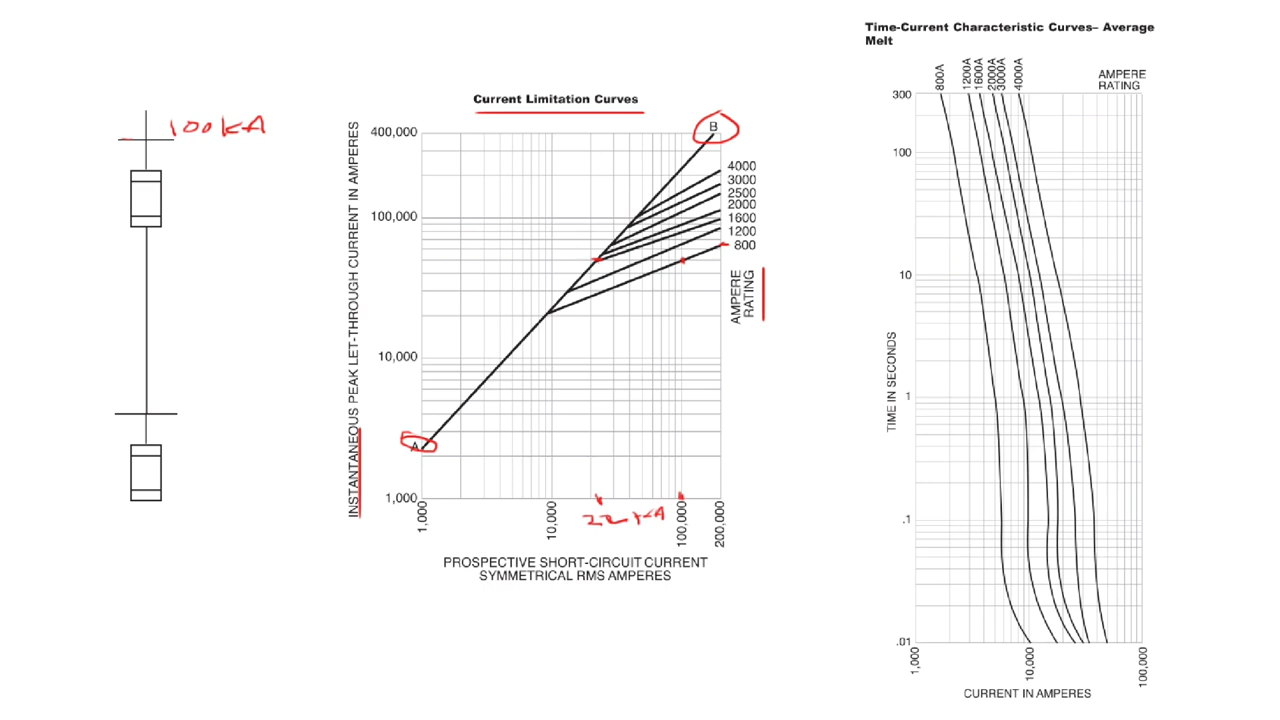 Time-Current Characteristic Curves– Average
Melt
800A
1200A
1600A
2000A
3000A
4000A
AMPERE
RATING
Current Limitation Curves
100kA
INSTANTANEOUS PEAK LET-THROUGH CURRENT IN AMPERES
400,000
100,000
10,000
1,000
B
A
4000
3000
2500
2000
1600
1200
800
AMPERE
RATING
22 kA
1,000
10,000
100,000
200,000
PROSPECTIVE SHORT-CIRCUIT CURRENT
SYMMETRICAL RMS AMPERES
TIME IN SECONDS
300
100
10
1
.1
.01
1,000
10,000
100,000
CURRENT IN AMPERES